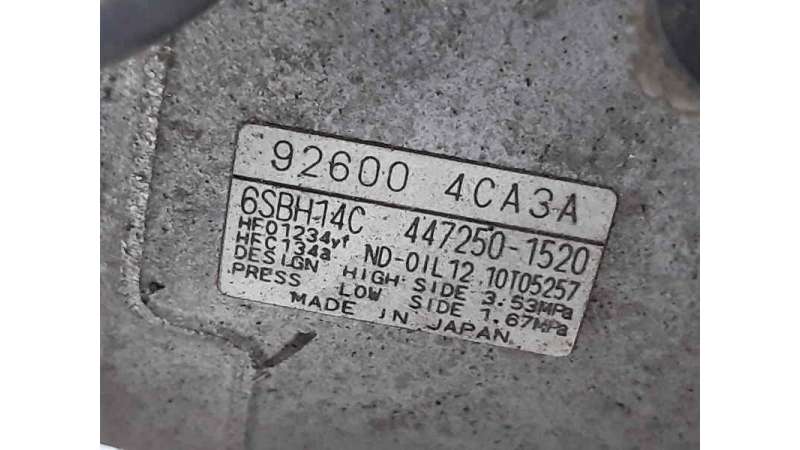 92600 4CA3A
6SBH14C 447250-1520
HFO1234yf
HFC134a ND-OIL12 10T05257
DESIGN HIGH SIDE 3.53MPa
PRESS LOW SIDE 1.67MPa
MADE IN JAPAN